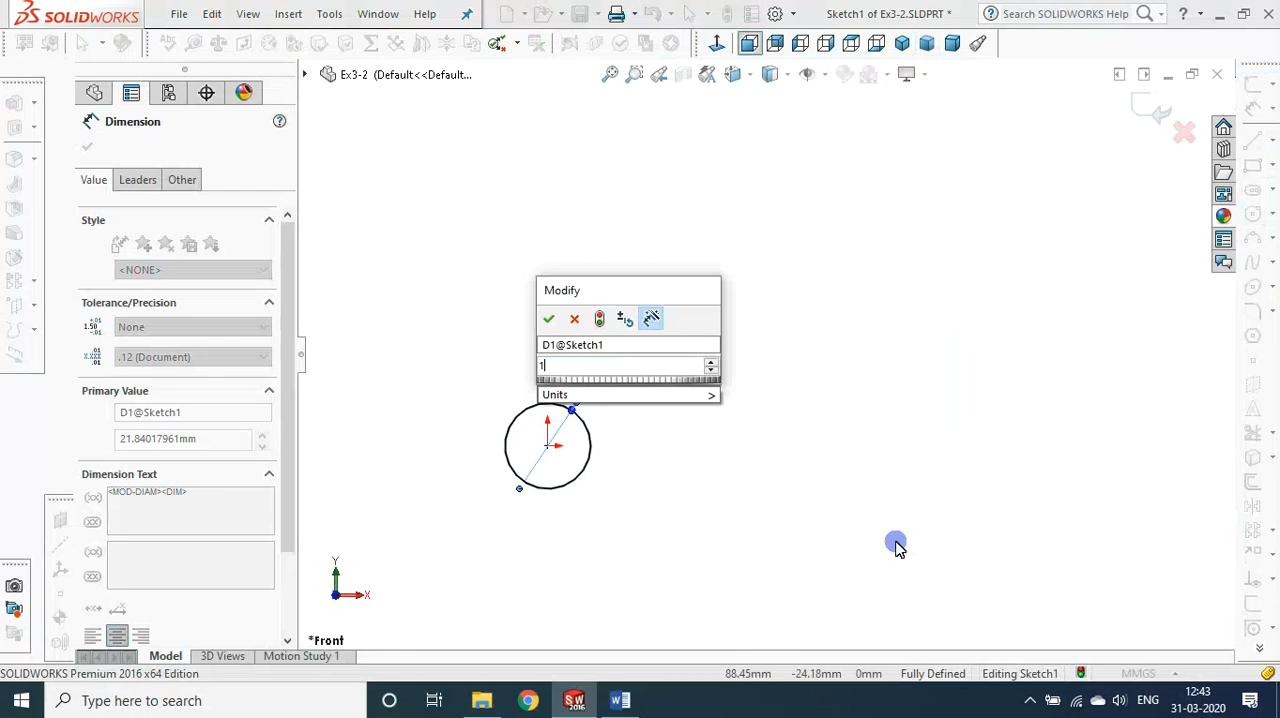 SOLIDWORKS
File
Edit
View
Insert
Tools
Window
Help
Sketch1 of Ex3-2.SLDPRT *
Search SOLIDWORKS Help
?
Ex3-2 (Default<<Default...
Dimension
Value
Leaders
Other
Style
<NONE>
Tolerance/Precision
None
.12 (Document)
Primary Value
D1@Sketch1
21.84017961mm
Dimension Text
<MOD-DIAM><DIM>
Modify
D1@Sketch1
1
Units
>
Y
X
*Front
Model
3D Views
Motion Study 1
SOLIDWORKS Premium 2016 x64 Edition
88.45mm
-24.18mm
0mm
Fully Defined
Editing Sketch1
MMGS
Type here to search
ENG
12:43
31-03-2020